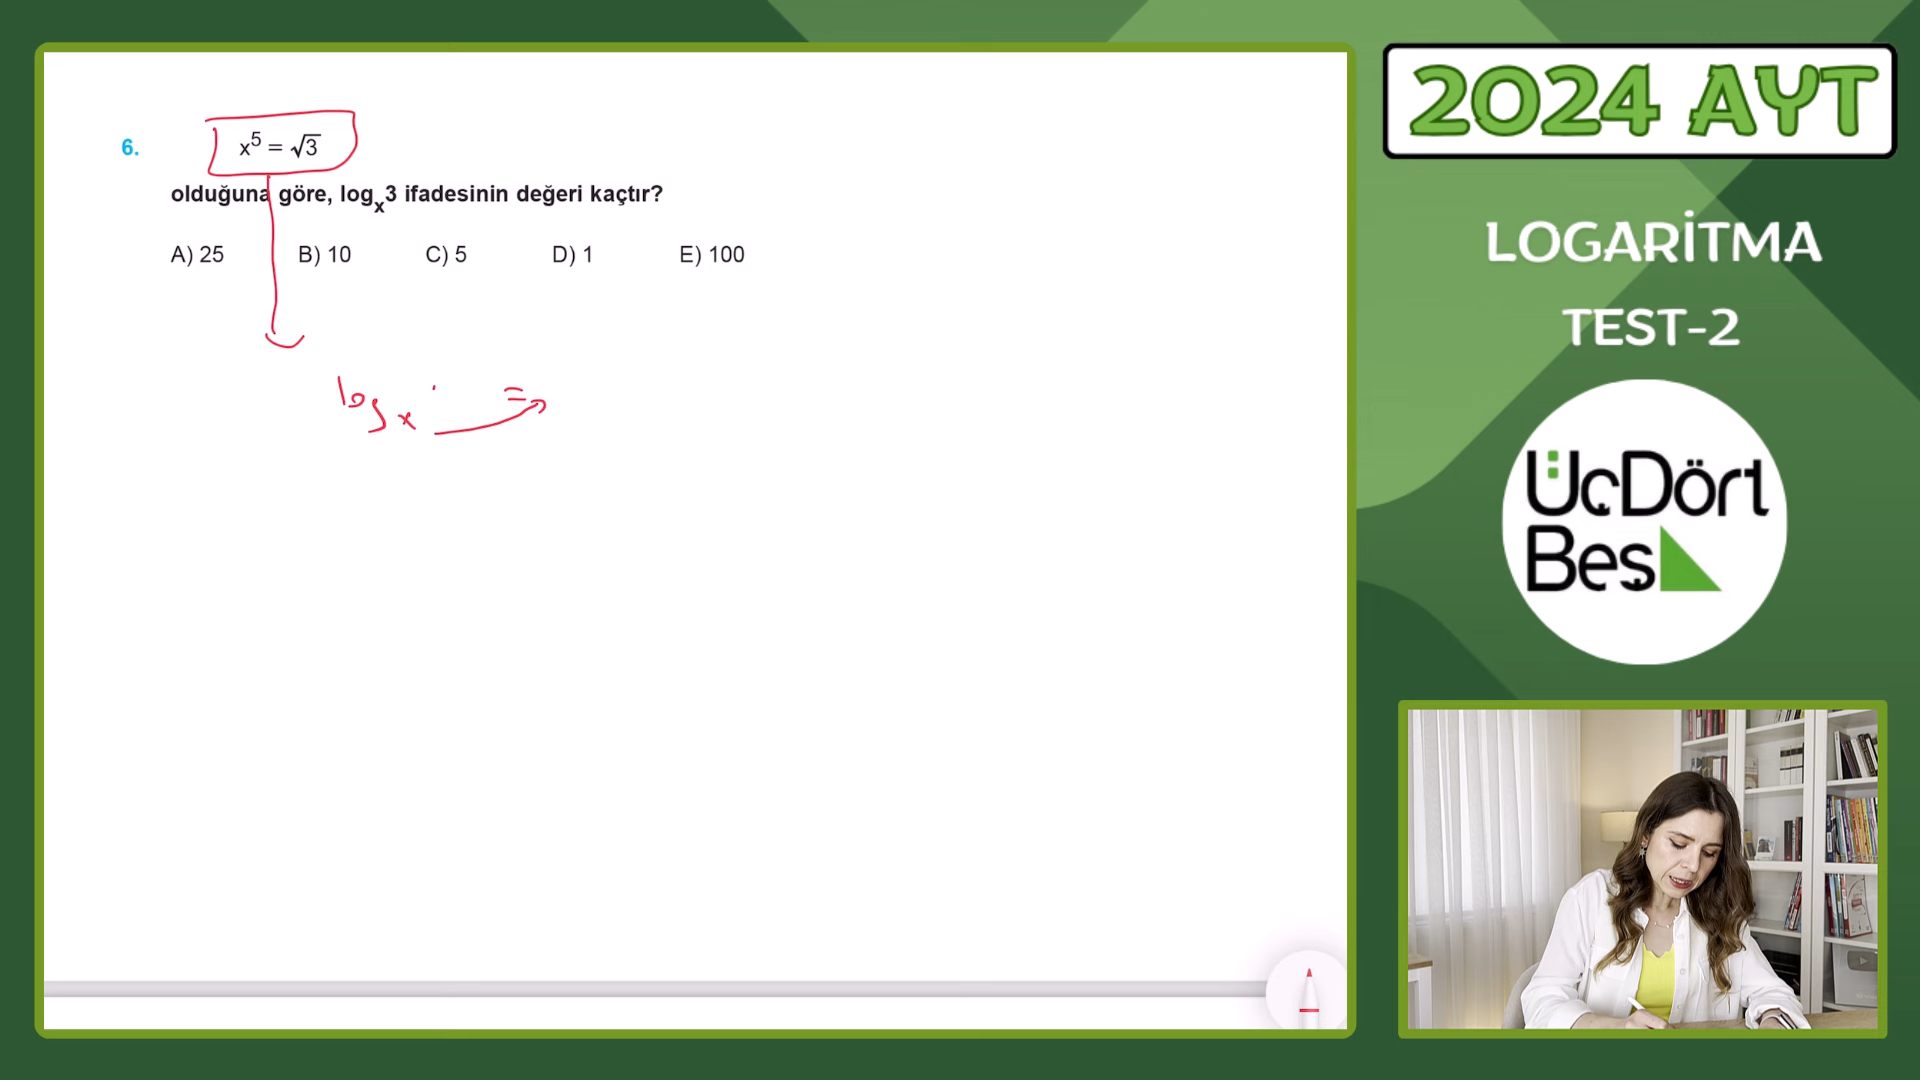 6. x⁵ = √3
olduğuna göre, logₓ3 ifadesinin değeri kaçtır?
A) 25 B) 10 C) 5 D) 1 E) 100
logₓ =
2024 AYT
LOGARİTMA
TEST-2
ÜçDört
Beş